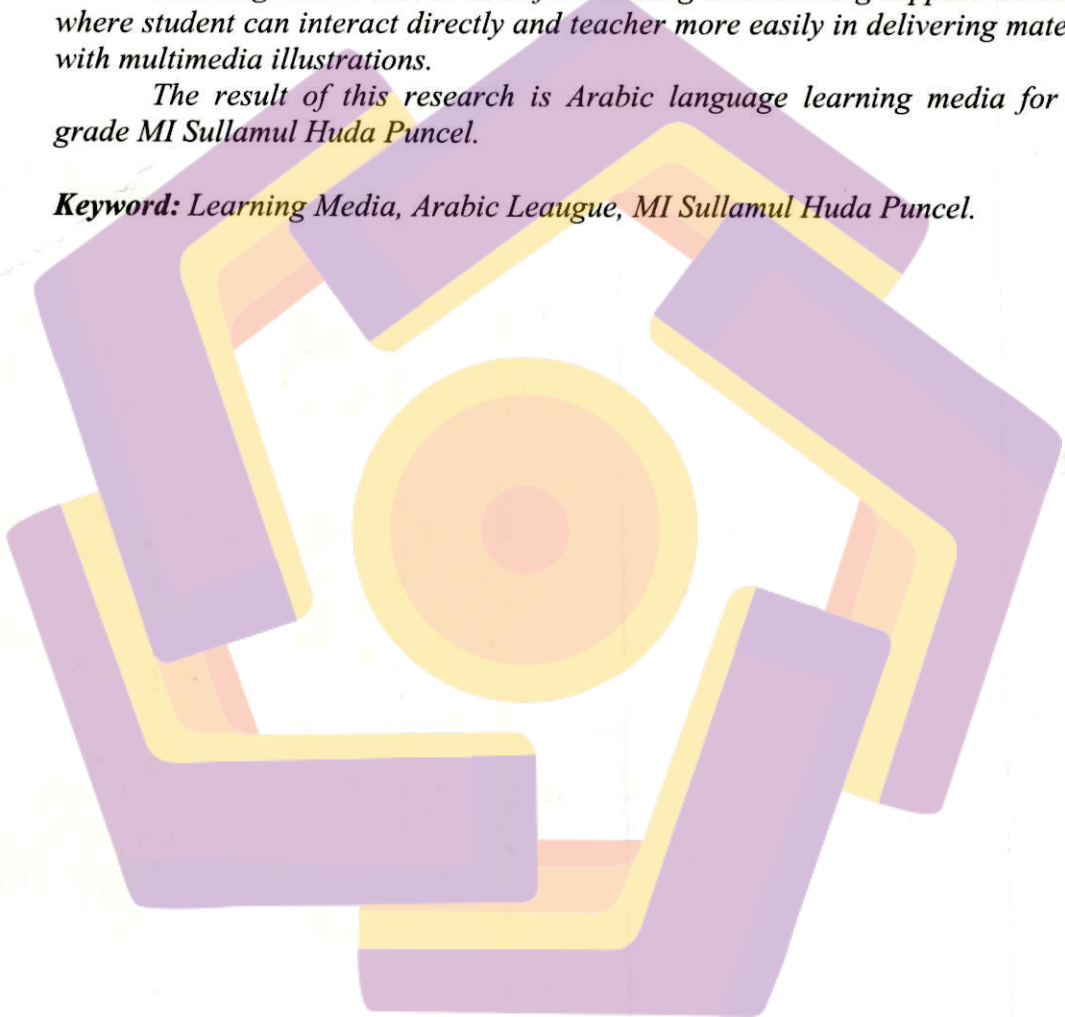 where student can interact directly and teacher more easily in delivering mate
with multimedia illustrations.
The result of this research is Arabic language learning media for
grade MI Sullamul Huda Puncel.
Keyword: Learning Media, Arabic Leaugue, MI Sullamul Huda Puncel.